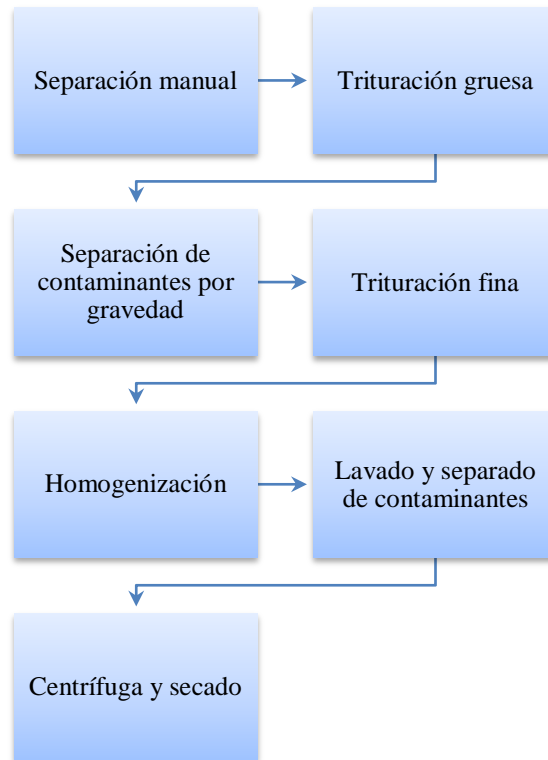 Separación manual
Trituración gruesa
Separación de
contaminantes por
gravedad
Trituración fina
Homogenización
Lavado y separado
de contaminantes
Centrífuga y secado